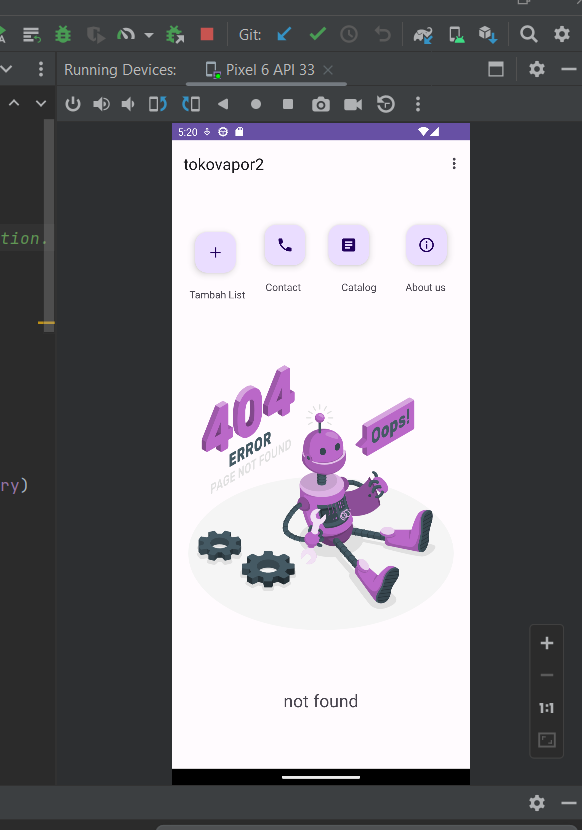 Git:
Running Devices:
Pixel 6 API 33
5:20
tokovapor2
tion.
Tambah List
Contact
Catalog
About us
404
ERROR
PAGE NOT FOUND
Oops!
ry)
1:1
not found